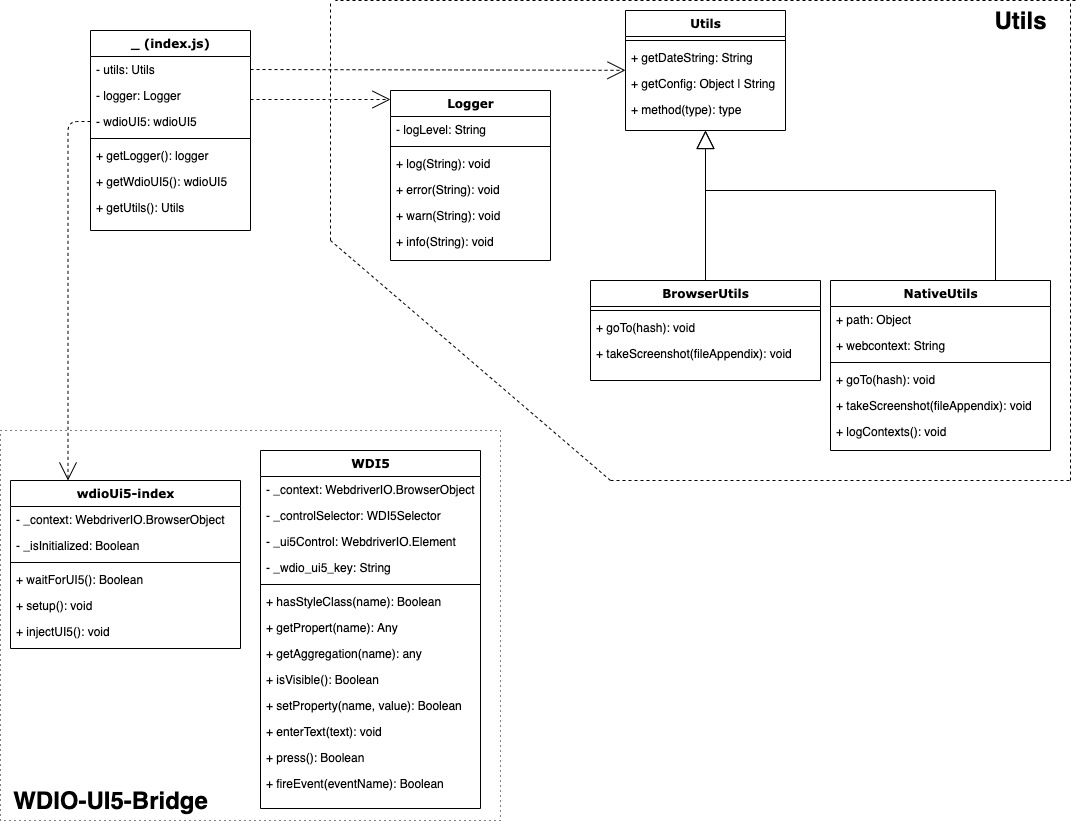 Utils
_ (index.js)
- utils: Utils
- logger: Logger
- wdioUI5: wdioUI5
+ getLogger(): logger
+ getWdioUI5(): wdioUI5
+ getUtils(): Utils
Logger
- logLevel: String
+ log(String): void
+ error(String): void
+ warn(String): void
+ info(String): void
Utils
+ getDateString: String
+ getConfig: Object | String
+ method(type): type
BrowserUtils
+ goTo(hash): void
+ takeScreenshot(fileAppendix): void
NativeUtils
+ path: Object
+ webcontext: String
+ goTo(hash): void
+ takeScreenshot(fileAppendix): void
+ logContexts(): void
wdioUi5-index
- _context: WebdriverIO.BrowserObject
- _isInitialized: Boolean
+ waitForUI5(): Boolean
+ setup(): void
+ injectUI5(): void
WDI5
- _context: WebdriverIO.BrowserObject
- _controlSelector: WDI5Selector
- _ui5Control: WebdriverIO.Element
- _wdio_ui5_key: String
+ hasStyleClass(name): Boolean
+ getPropert(name): Any
+ getAggregation(name): any
+ isVisible(): Boolean
+ setProperty(name, value): Boolean
+ enterText(text): void
+ press(): Boolean
+ fireEvent(eventName): Boolean
WDIO-UI5-Bridge